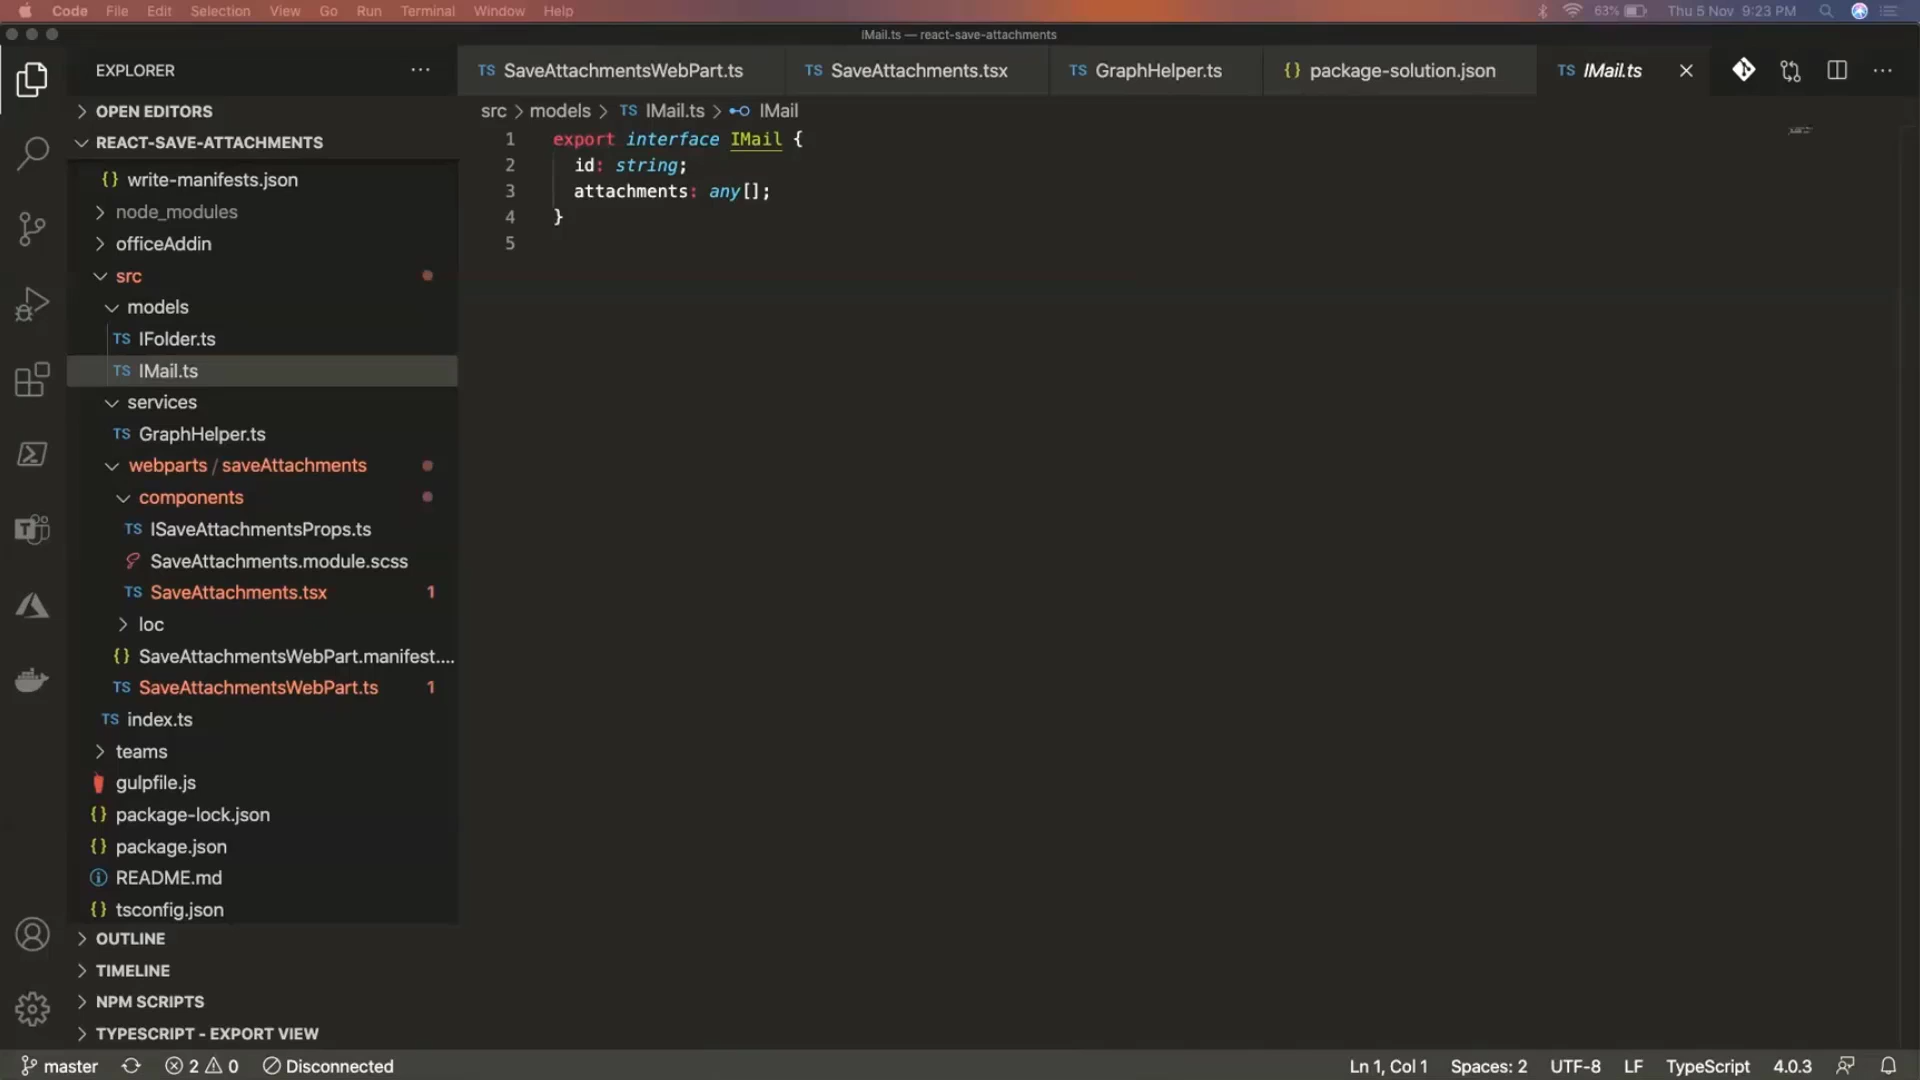 Code File Edit Selection View Go Run Terminal Window Help 63% Thu 5 Nov 9:23 PM
IMail.ts — react-save-attachments
EXPLORER
TS SaveAttachmentsWebPart.ts TS SaveAttachments.tsx TS GraphHelper.ts {} package-solution.json TS IMail.ts
OPEN EDITORS
REACT-SAVE-ATTACHMENTS
{} write-manifests.json
node_modules
officeAddin
src
models
TS IFolder.ts
TS IMail.ts
services
TS GraphHelper.ts
webparts / saveAttachments
components
TS ISaveAttachmentsProps.ts
SaveAttachments.module.scss
TS SaveAttachments.tsx 1
loc
{} SaveAttachmentsWebPart.manifest....
TS SaveAttachmentsWebPart.ts 1
TS index.ts
teams
gulpfile.js
{} package-lock.json
{} package.json
README.md
{} tsconfig.json
OUTLINE
TIMELINE
NPM SCRIPTS
TYPESCRIPT - EXPORT VIEW
src > models > TS IMail.ts > IMail
1 export interface IMail {
2 id: string;
3 attachments: any[];
4 }
5
master 2 0 Disconnected Ln 1, Col 1 Spaces: 2 UTF-8 LF TypeScript 4.0.3